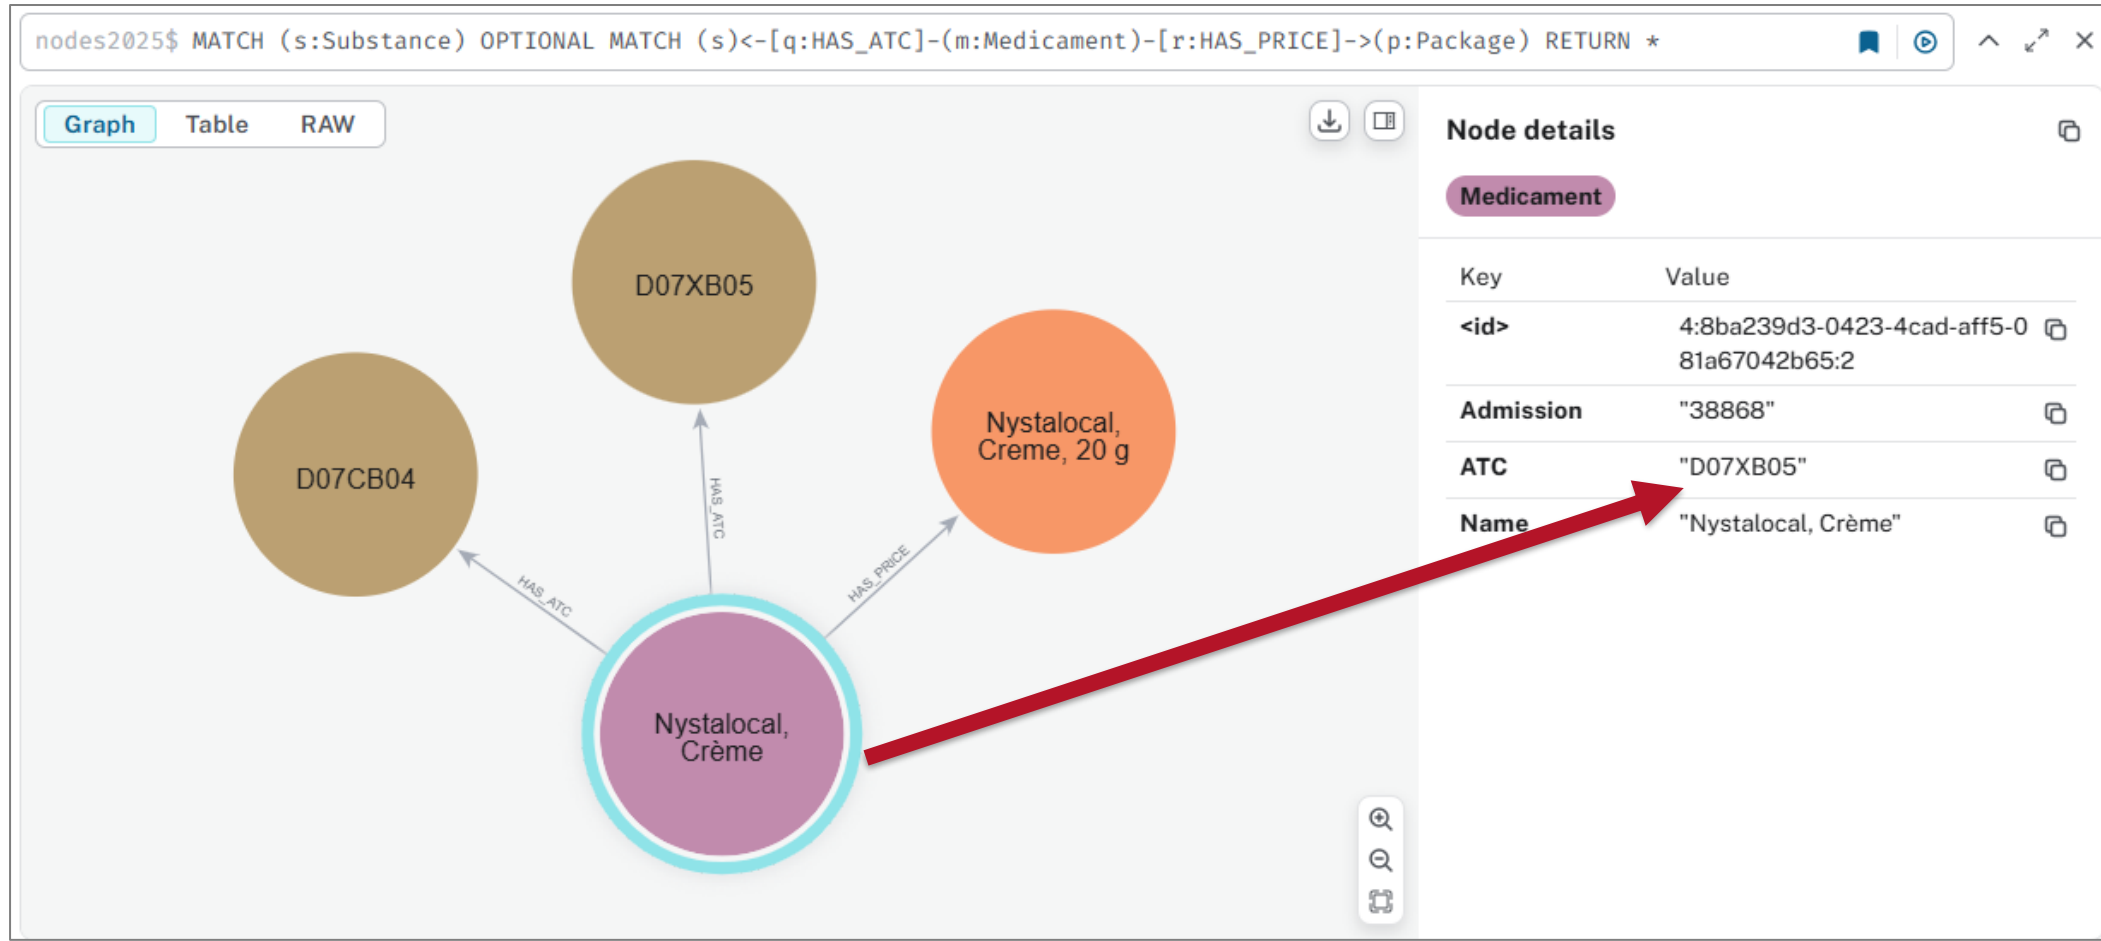 nodes2025$ MATCH (s:Substance) OPTIONAL MATCH (s)<-[q:HAS_ATC]-(m:Medicament)-[r:HAS_PRICE]->(p:Package) RETURN *
Graph Table RAW
D07XB05
D07CB04
Nystalocal,
Creme, 20 g
HAS_ATC
HAS_ATC
HAS_PRICE
Nystalocal,
Crème
Node details
Medicament
Key Value
<id> 4:8ba239d3-0423-4cad-aff5-0
81a67042b65:2
Admission "38868"
ATC "D07XB05"
Name "Nystalocal, Crème"